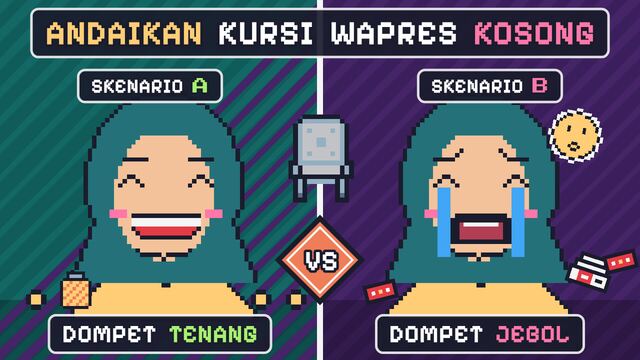 ANDAIKAN KURSI WAPRES KOSONG
SKENARIO A
SKENARIO B
VS
DOMPET TENANG
DOMPET JEBOL